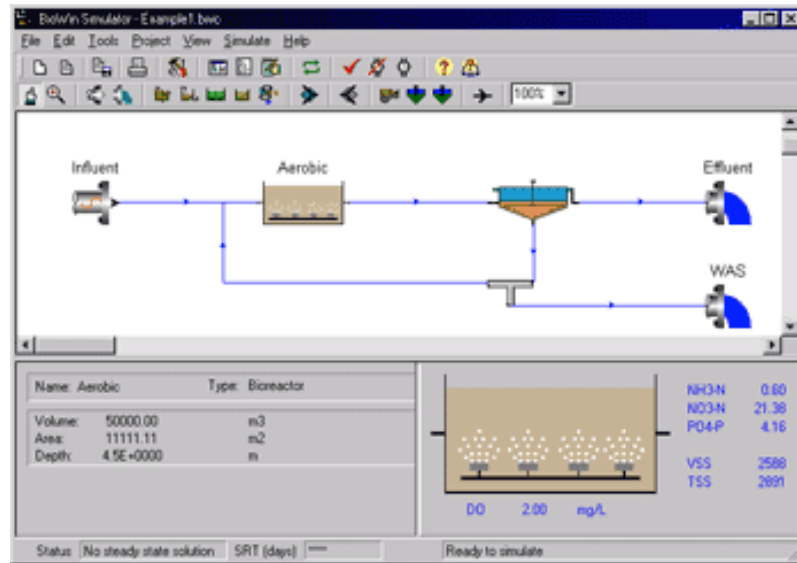 BioWin Simulator - Example1.bwc
File Edit Tools Project View Simulate Help
100%
Influent
Aerobic
Effluent
WAS
Name: Aerobic Type: Bioreactor
Volume: 50000.00 m3
Area: 11111.11 m2
Depth: 4.5E+0000 m
NH3-N 0.60
NO3-N 21.38
PO4-P 4.16
VSS 2588
TSS 2891
DO 2.00 mg/L
Status No steady state solution SRT (days) ---- Ready to simulate